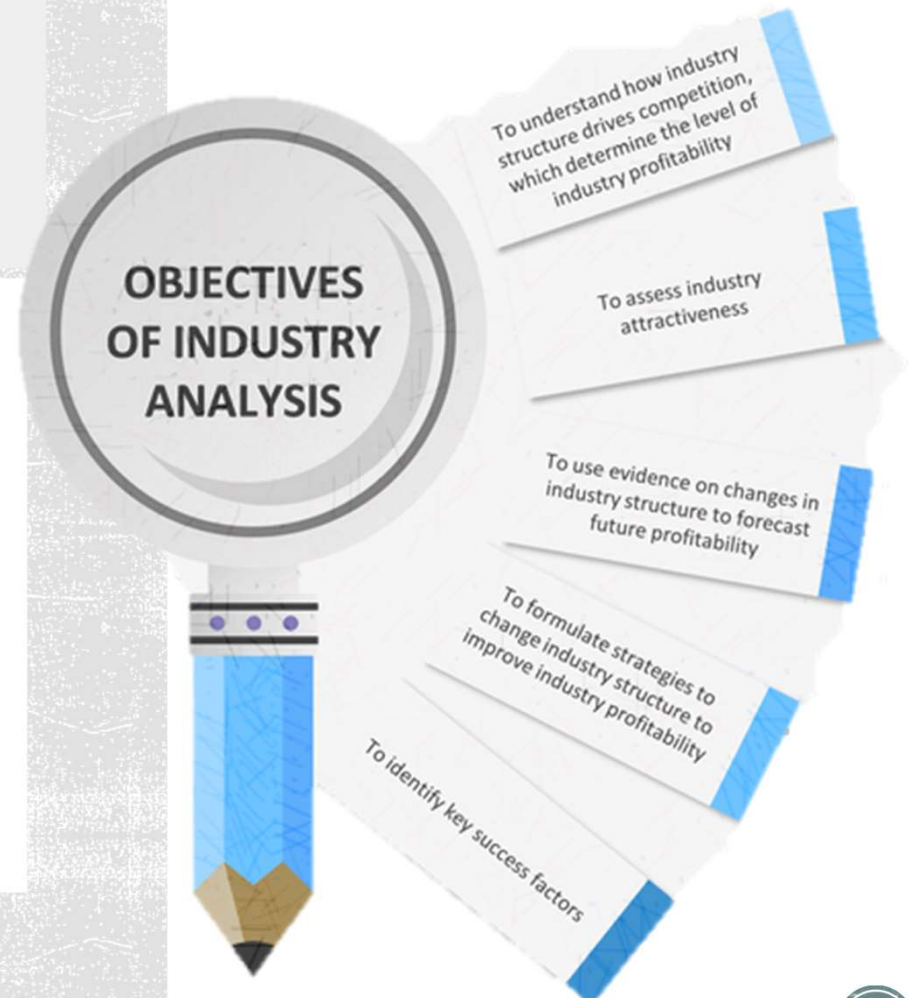 OBJECTIVES
OF INDUSTRY
ANALYSIS
To understand how industry
structure drives competition,
which determine the level of
industry profitability
To assess industry
attractiveness
To use evidence on changes in
industry structure to forecast
future profitability
To formulate strategies to
change industry structure to
improve industry profitability
To identify key success factors